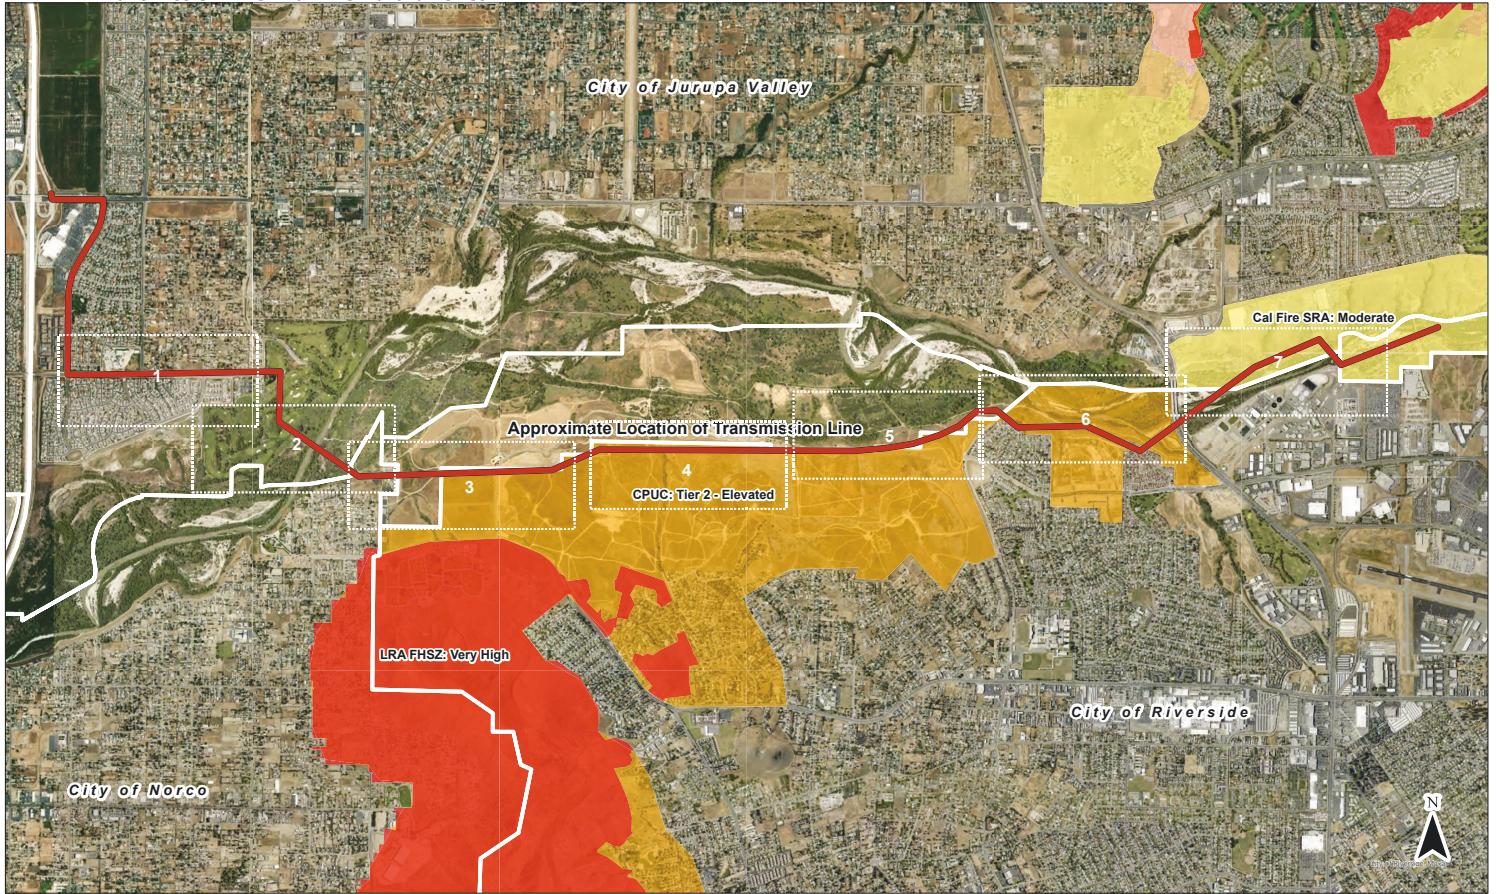 City of Jurupa Valley
Cal Fire SRA: Moderate
7
1
6
Approximate Location of Transmission Line
5
2
4
3
CPUC: Tier 2 - Elevated
LRA FHSZ: Very High
City of Riverside
City of Norco
N